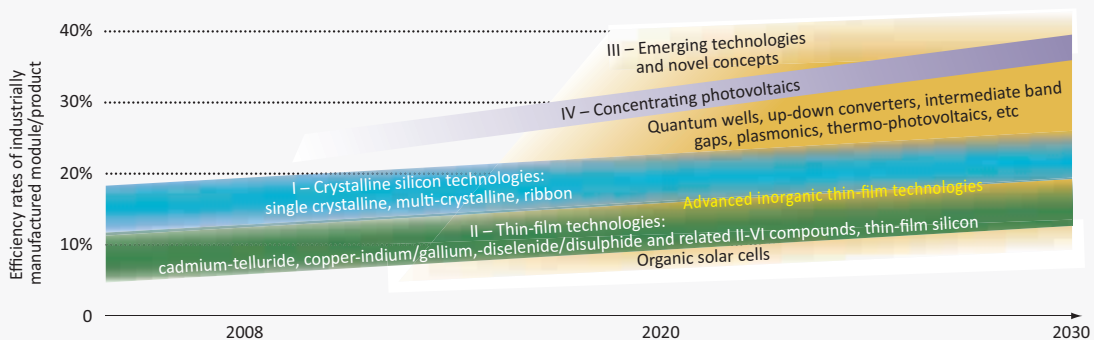 Efficiency rates of industrially
manufactured module/product
40%
30%
20%
10%
0
III – Emerging technologies
and novel concepts
IV – Concentrating photovoltaics
Quantum wells, up-down converters, intermediate band
gaps, plasmonics, thermo-photovoltaics, etc
I – Crystalline silicon technologies:
single crystalline, multi-crystalline, ribbon
Advanced inorganic thin-film technologies
II – Thin-film technologies:
cadmium-telluride, copper-indium/gallium,-diselenide/disulphide and related II-VI compounds, thin-film silicon
Organic solar cells
2008
2020
2030